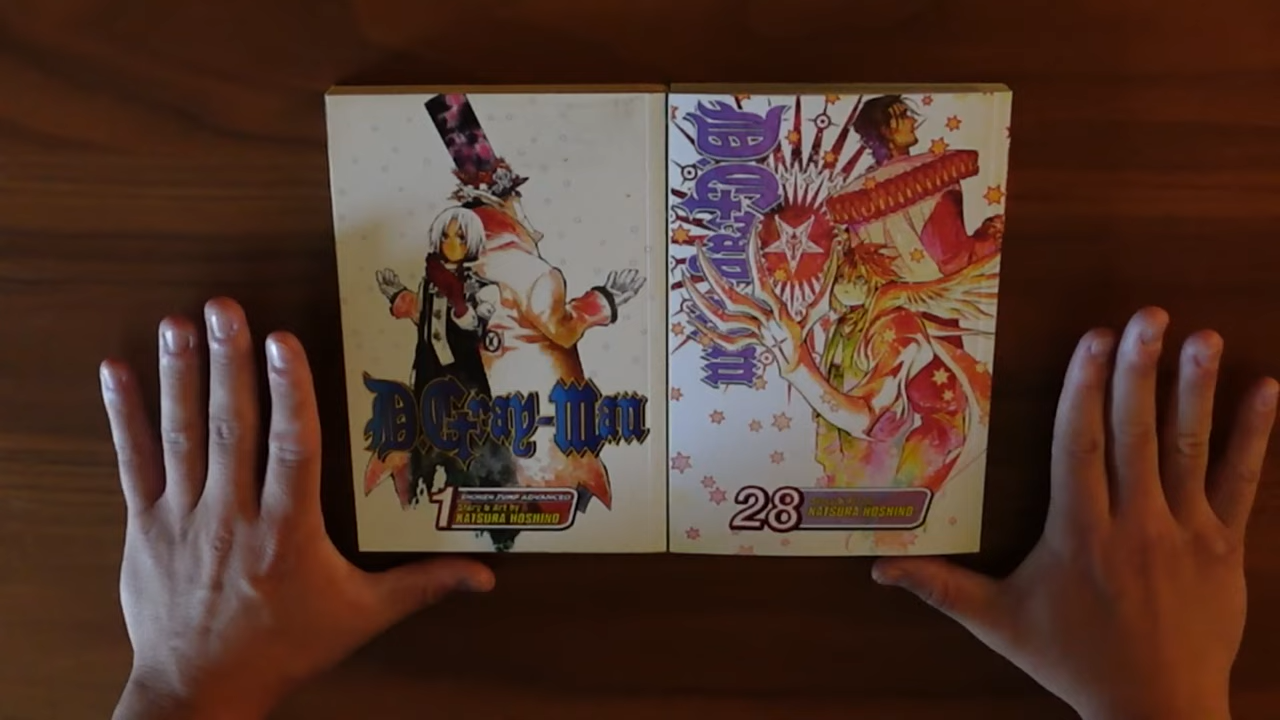 D.Gray-Man
1
SHONEN JUMP ADVANCED
Story & Art by
KATSURA HOSHINO
D.Gray-Man
28
KATSURA HOSHINO